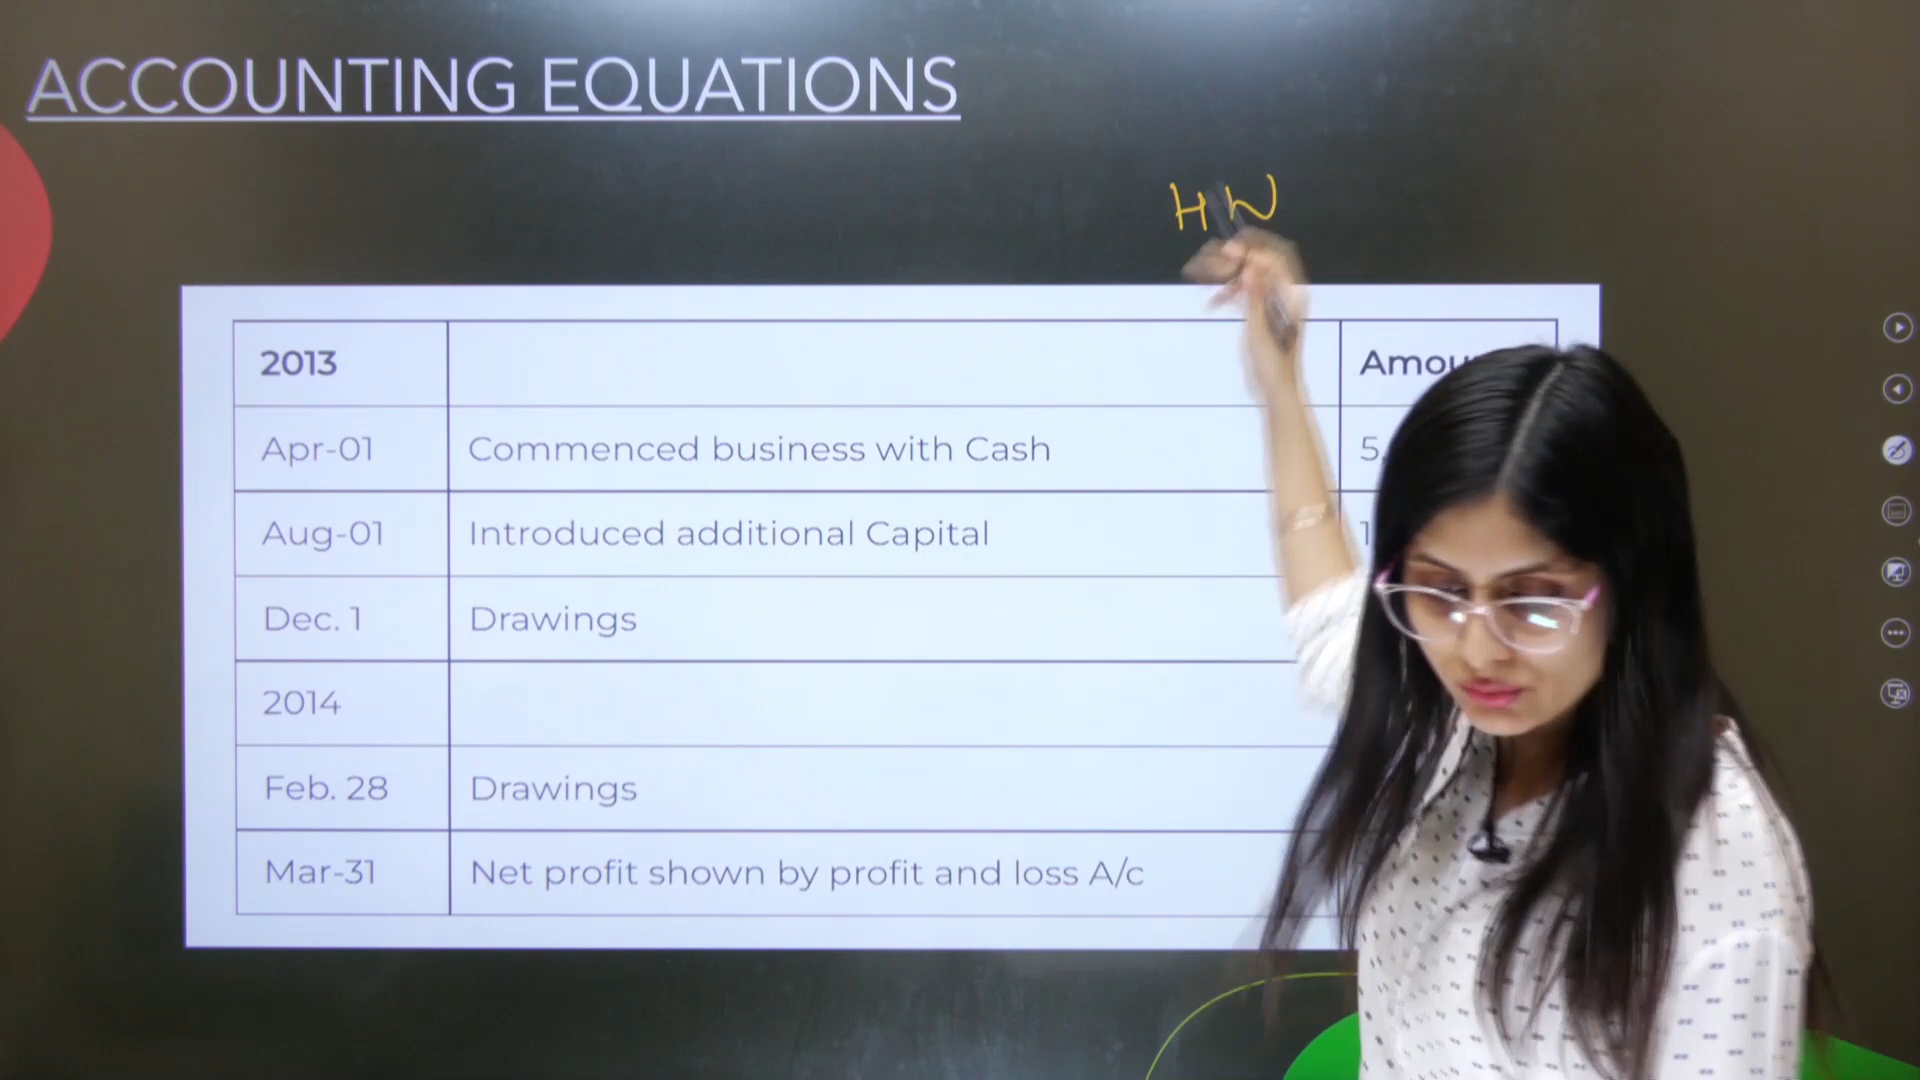 ACCOUNTING EQUATIONS
HW
2013
Apr-01 Commenced business with Cash
Aug-01 Introduced additional Capital
Dec. 1 Drawings
2014
Feb. 28 Drawings
Mar-31 Net profit shown by profit and loss A/c